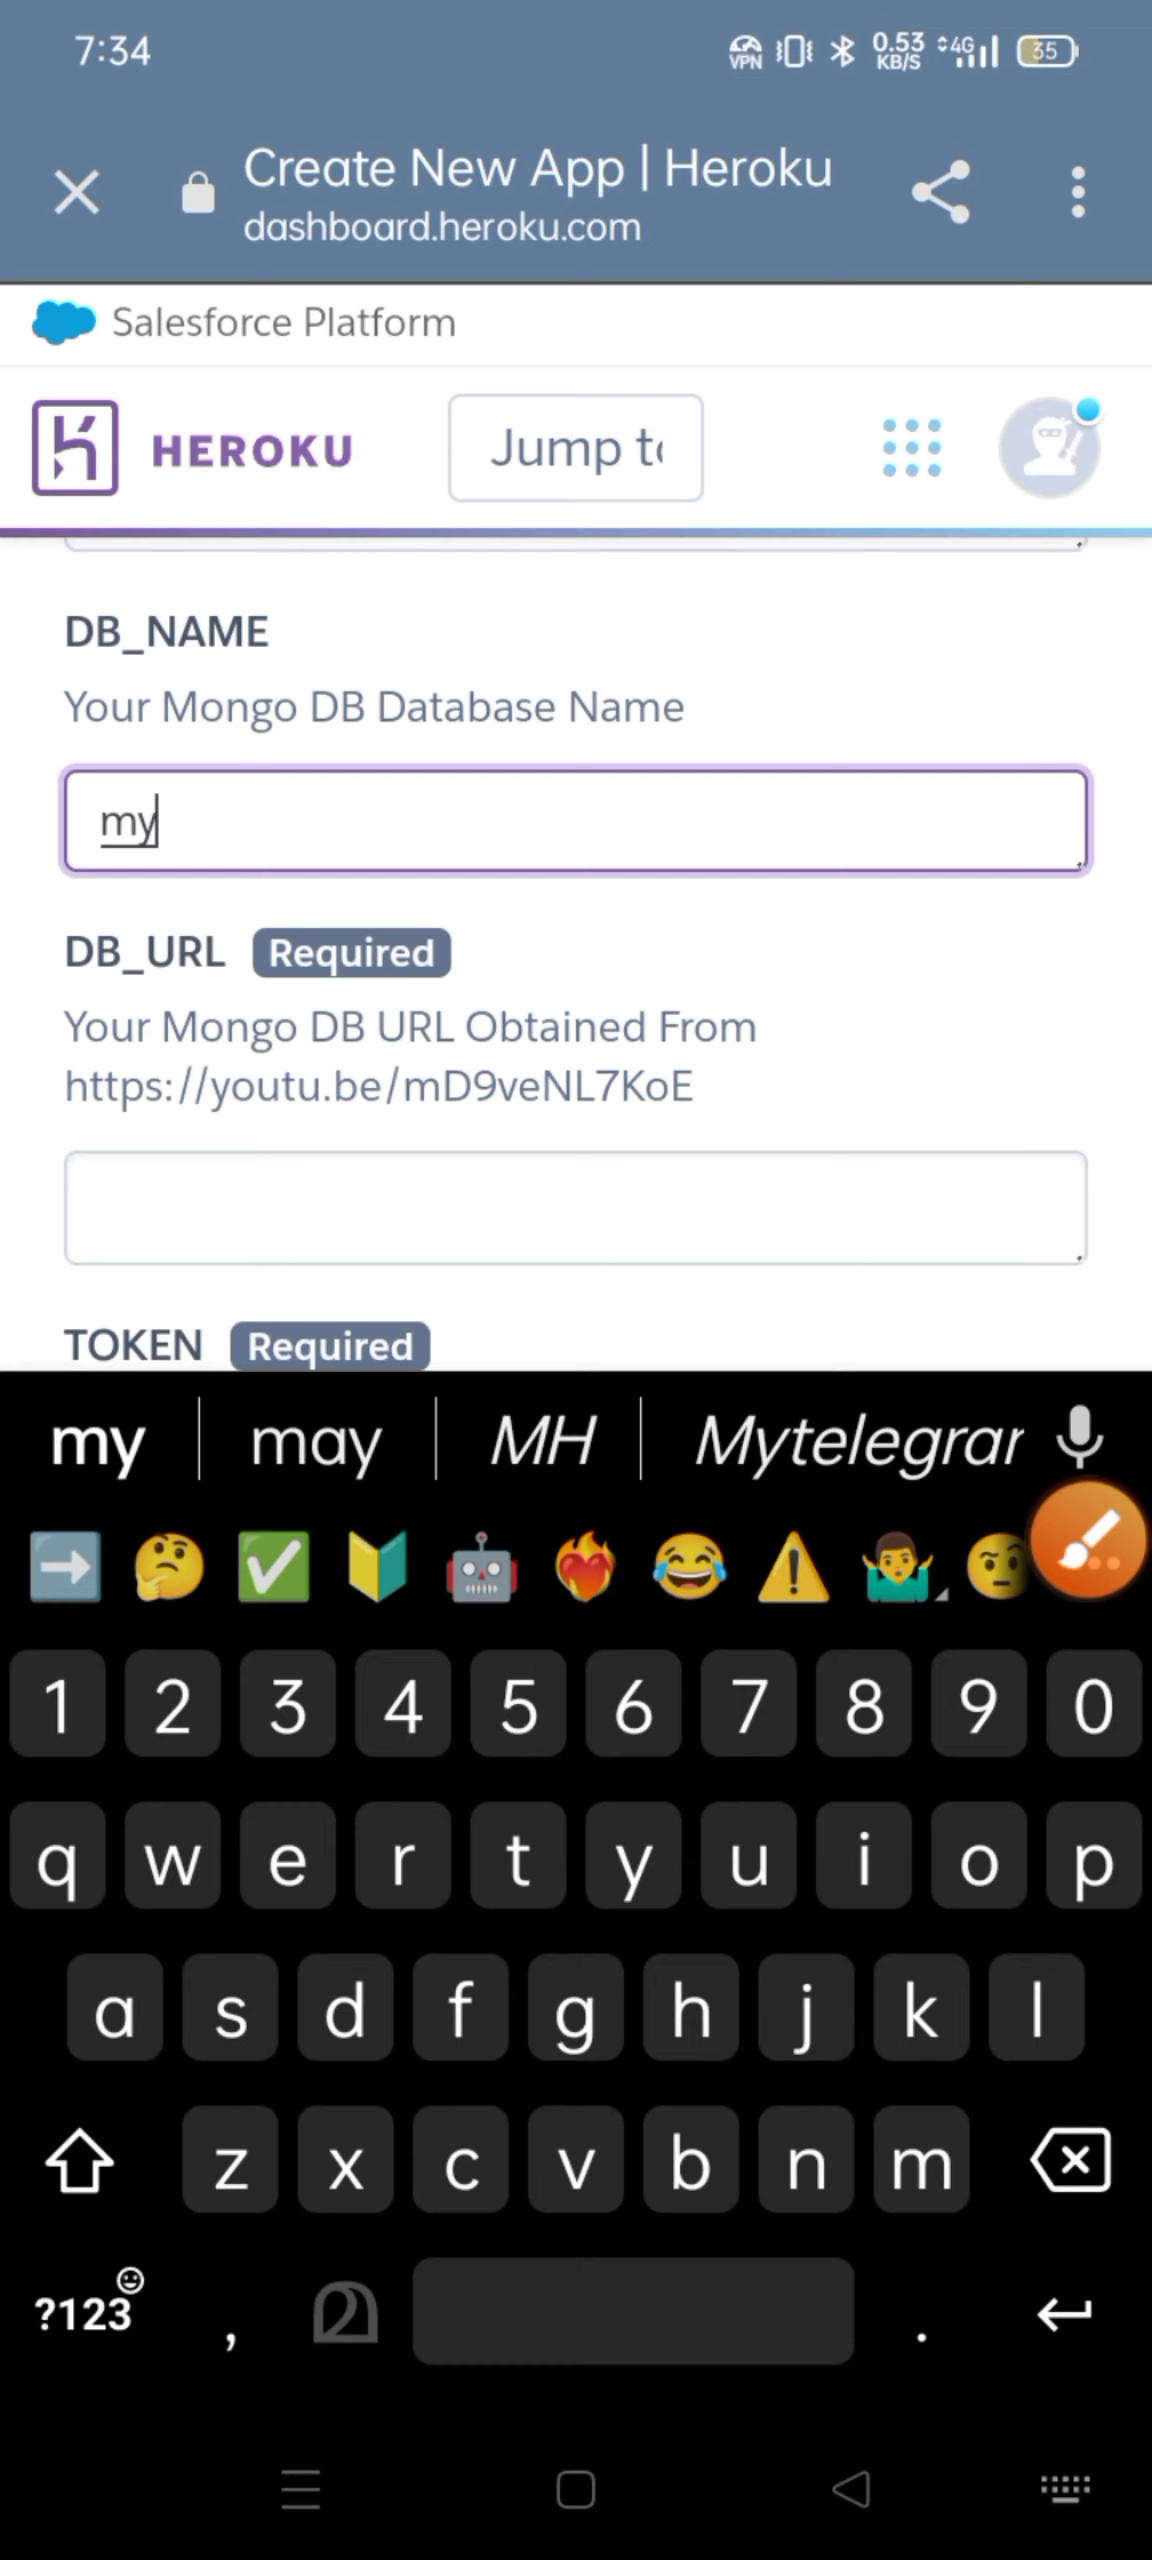 7:34
VPN
0.53
KB/S
4G
35
Create New App | Heroku
dashboard.heroku.com
Salesforce Platform
HEROKU
Jump to
DB_NAME
Your Mongo DB Database Name
my
DB_URL Required
Your Mongo DB URL Obtained From
https://youtu.be/mD9veNL7KoE
TOKEN Required
my may MH Mytelegrar
1 2 3 4 5 6 7 8 9 0
q w e r t y u i o p
a s d f g h j k l
z x c v b n m
?123 , .